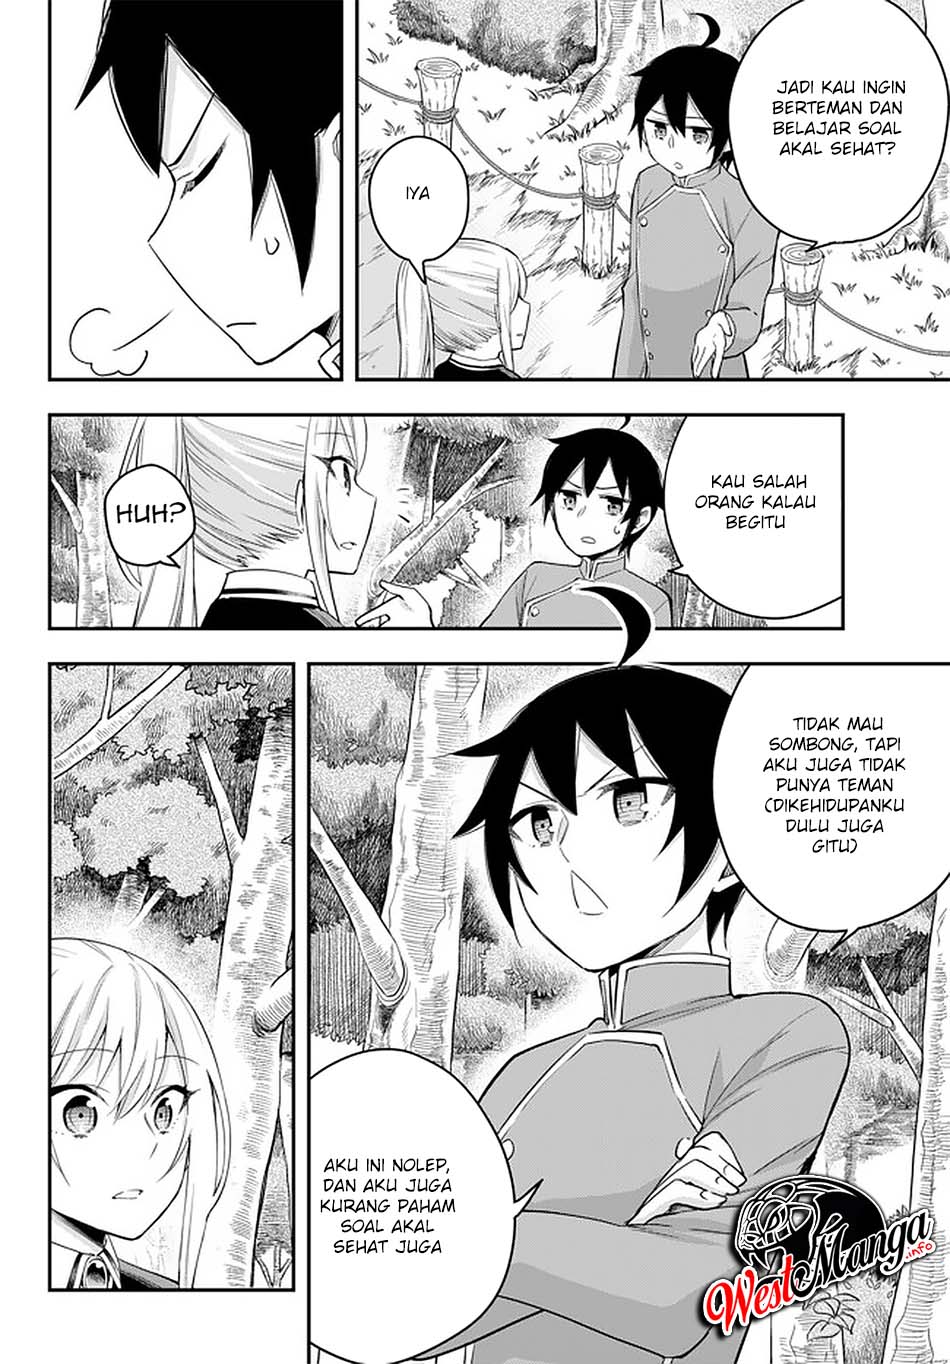 JADI KAU INGIN
BERTEMAN DAN
BELAJAR SOAL
AKAL SEHAT?
IYA
KAU SALAH
ORANG KALAU
BEGITU
HUH?
TIDAK MAU
SOMBONG, TAPI
AKU JUGA TIDAK
PUNYA TEMAN
(DIKEHIDUPANKU
DULU JUGA
GITU)
AKU INI NOLEP,
DAN AKU JUGA
KURANG PAHAM
SOAL AKAL
SEHAT JUGA
WestManga
.info